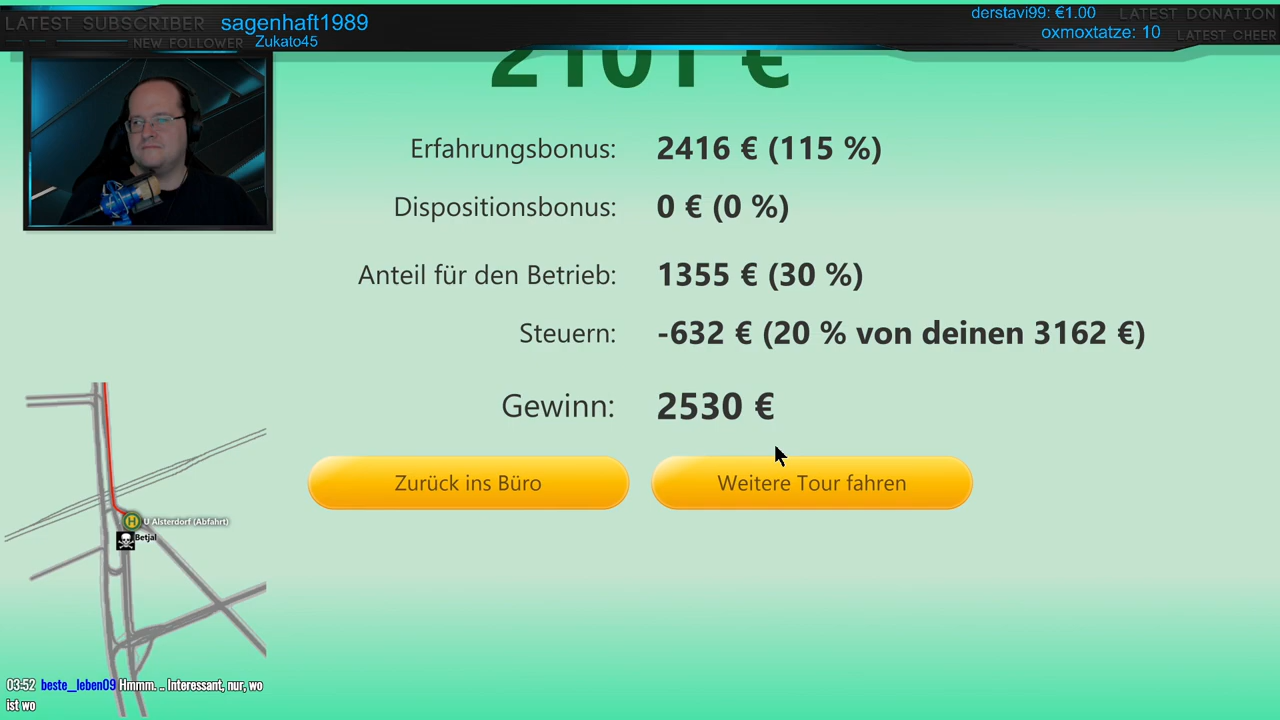 LATEST SUBSCRIBER sagenhaft1989
NEW FOLLOWER Zukato45
derstavi99: €1.00 LATEST DONATION
oxmoxtatze: 10 LATEST CHEER
2101 €
Erfahrungsbonus: 2416 € (115 %)
Dispositionsbonus: 0 € (0 %)
Anteil für den Betrieb: 1355 € (30 %)
Steuern: -632 € (20 % von deinen 3162 €)
Gewinn: 2530 €
Zurück ins Büro
Weitere Tour fahren
H U Alsterdorf (Abfahrt)
Betjal
03:52 beste_leben09 Hmmm. .. Interessant, nur, wo
ist wo